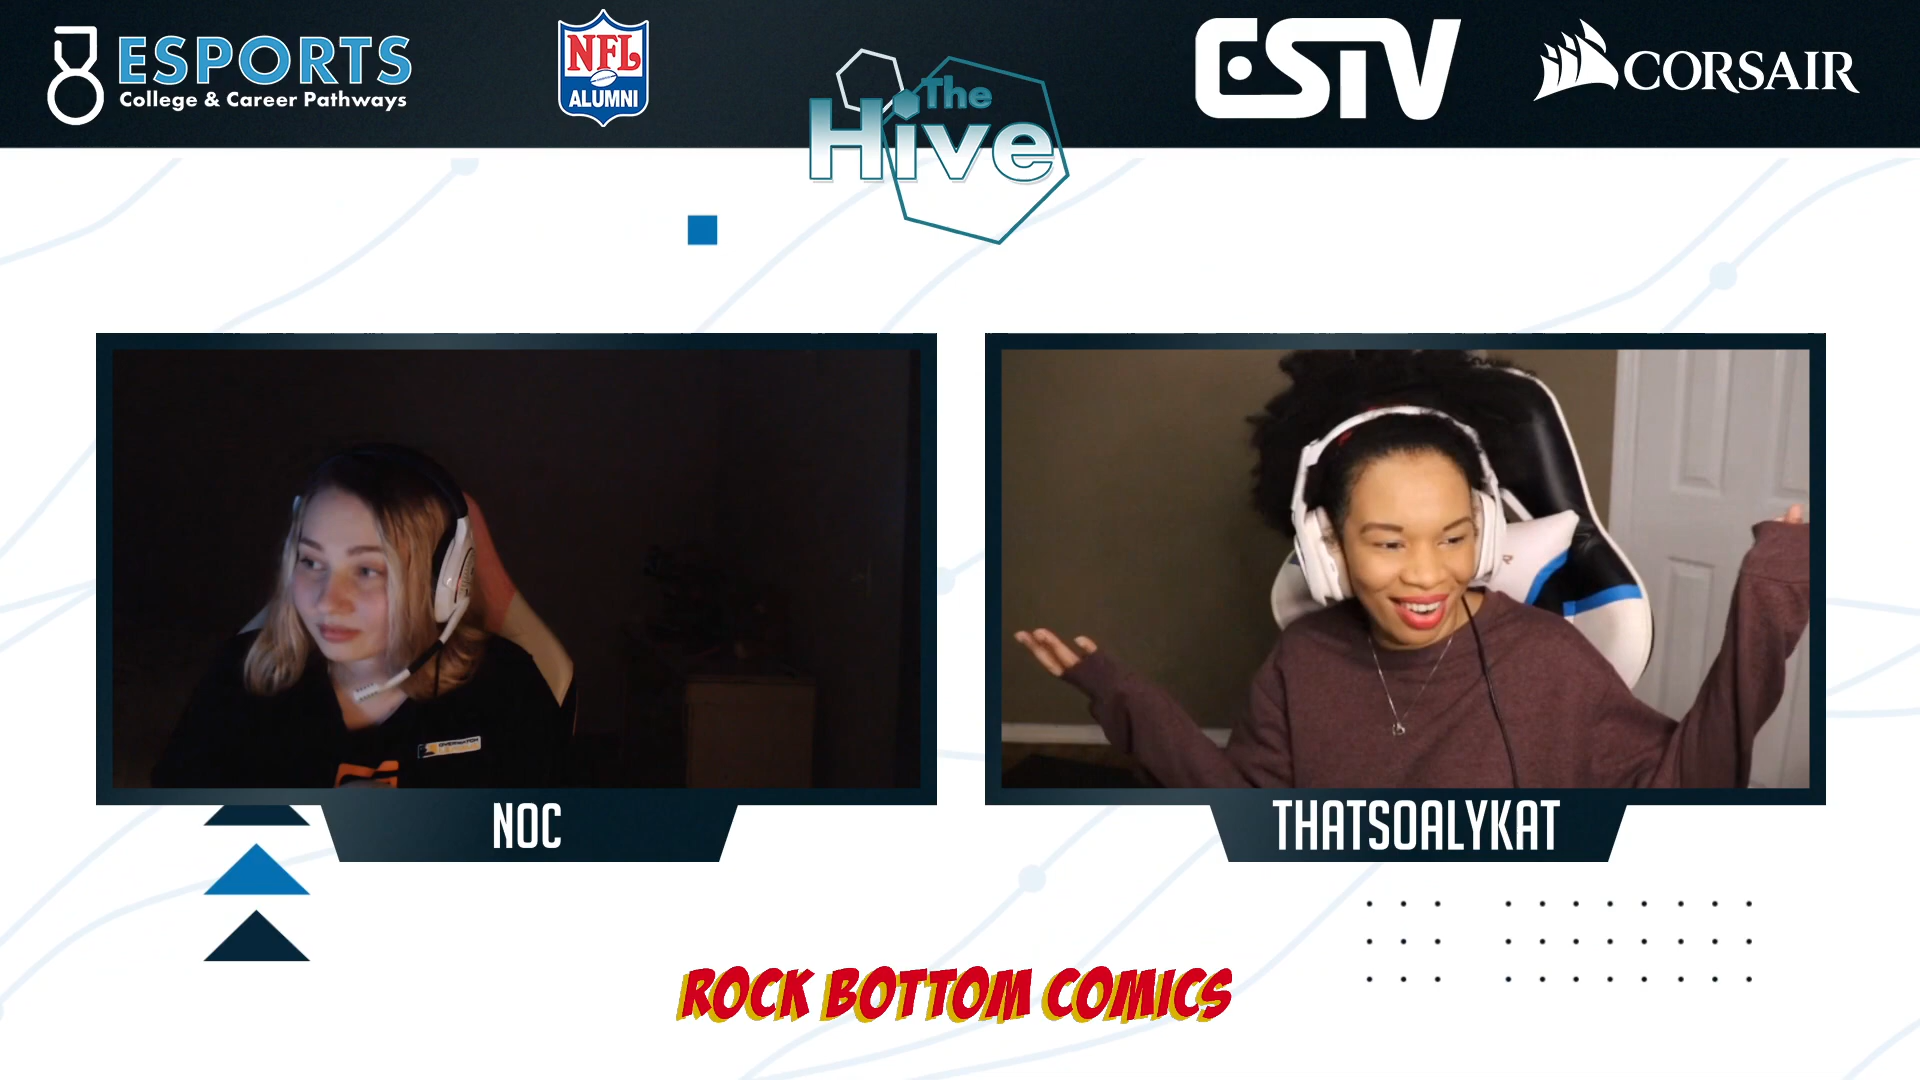 ESPORTS
College & Career Pathways
NFL
ALUMNI
The
Hive
ESTV
CORSAIR
NOC
THATSOALYKAT
ROCK BOTTOM COMICS